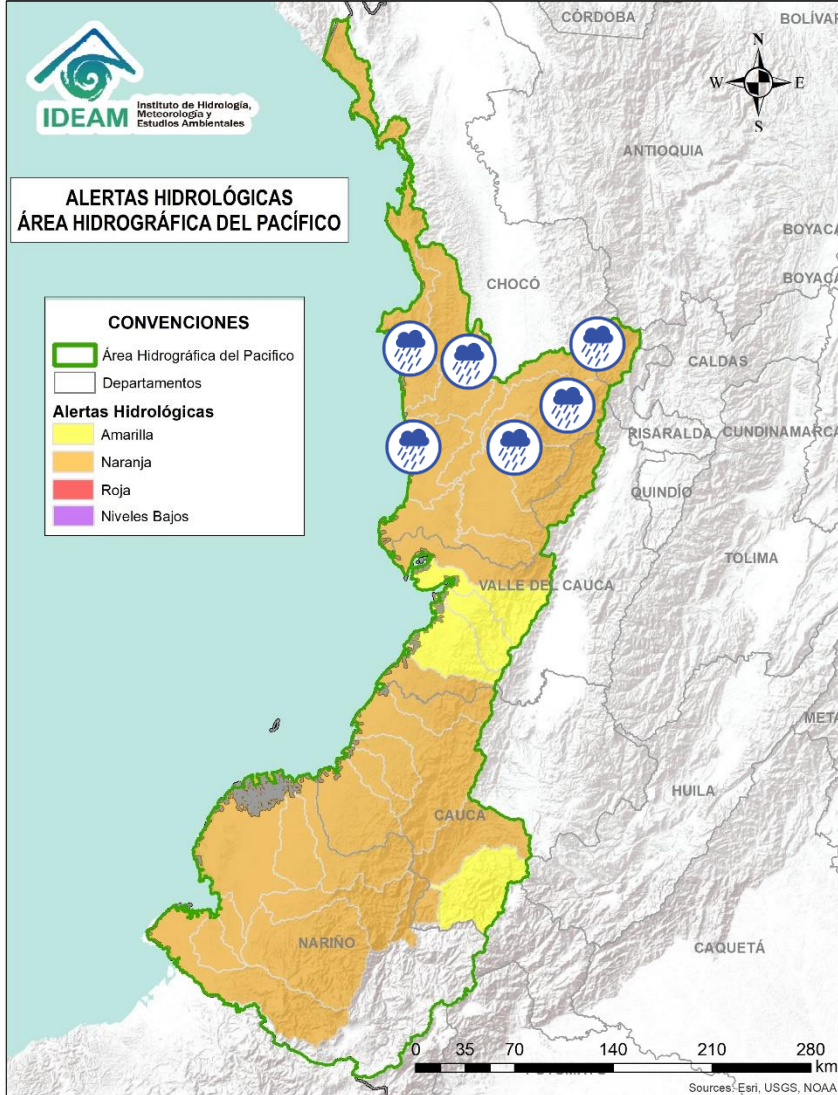 IDEAM
Instituto de Hidrología,
Meteorología y
Estudios Ambientales
CÓRDOBA
BOLÍVAR
N
W
E
S
ALERTAS HIDROLÓGICAS
ÁREA HIDROGRÁFICA DEL PACÍFICO
ANTIOQUIA
BOYACÁ
BOYACÁ
CHOCÓ
CONVENCIONES
Área Hidrográfica del Pacifico
Departamentos
Alertas Hidrológicas
Amarilla
Naranja
Roja
Niveles Bajos
CALDAS
RISARALDA
CUNDINAMARCA
QUINDÍO
TOLIMA
VALLE DEL CAUCA
META
HUILA
CAUCA
NARIÑO
CAQUETÁ
0 35 70 140 210 280
km
Sources: Esri, USGS, NOAA